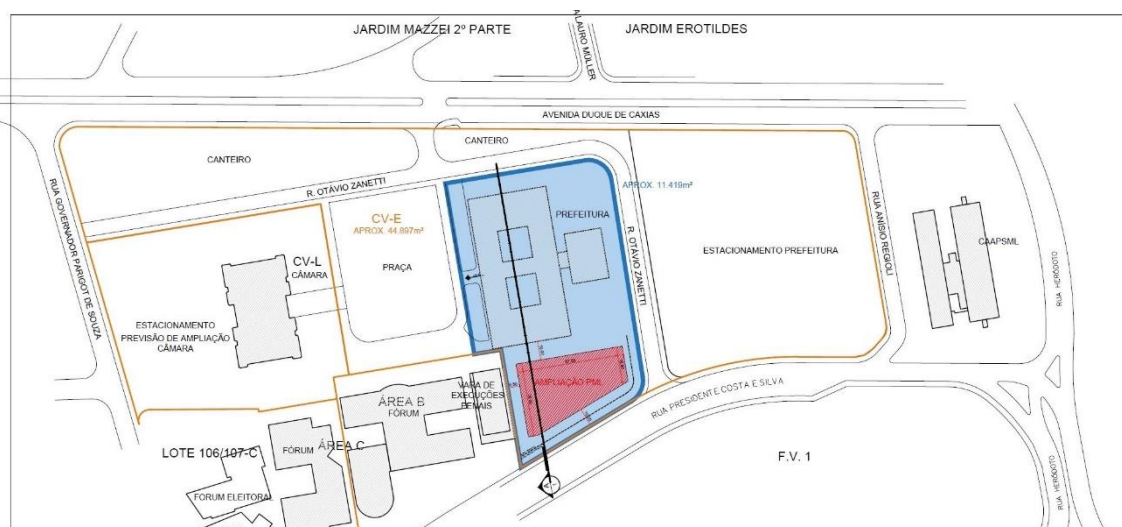 JARDIM MAZZEI 2º PARTE
JARDIM EROTILDES
LAURO MÜLLER
AVENIDA DUQUE DE CAXIAS
CANTEIRO
CANTEIRO
R. OTÁVIO ZANETTI
RUA GOVERNADOR PARIGOT DE SOUZA
CV-E
APROX. 44.897m²
PRAÇA
APROX. 11.419m²
PREFEITURA
R. OTÁVIO ZANETTI
ESTACIONAMENTO PREFEITURA
RUA ANÍSIO REGIOLI
CAAPSML
RUA HERÓDOTO
CV-L
CÂMARA
ESTACIONAMENTO
PREVISÃO DE AMPLIAÇÃO
CÂMARA
AMPLIAÇÃO PML
VARA DE
EXECUÇÕES
PENAIS
ÁREA B
FÓRUM
RUA PRESIDENTE COSTA E SILVA
ÁREA C
FÓRUM
LOTE 106/107-C
FORUM ELEITORAL
F.V. 1
RUA HERÓDOTO